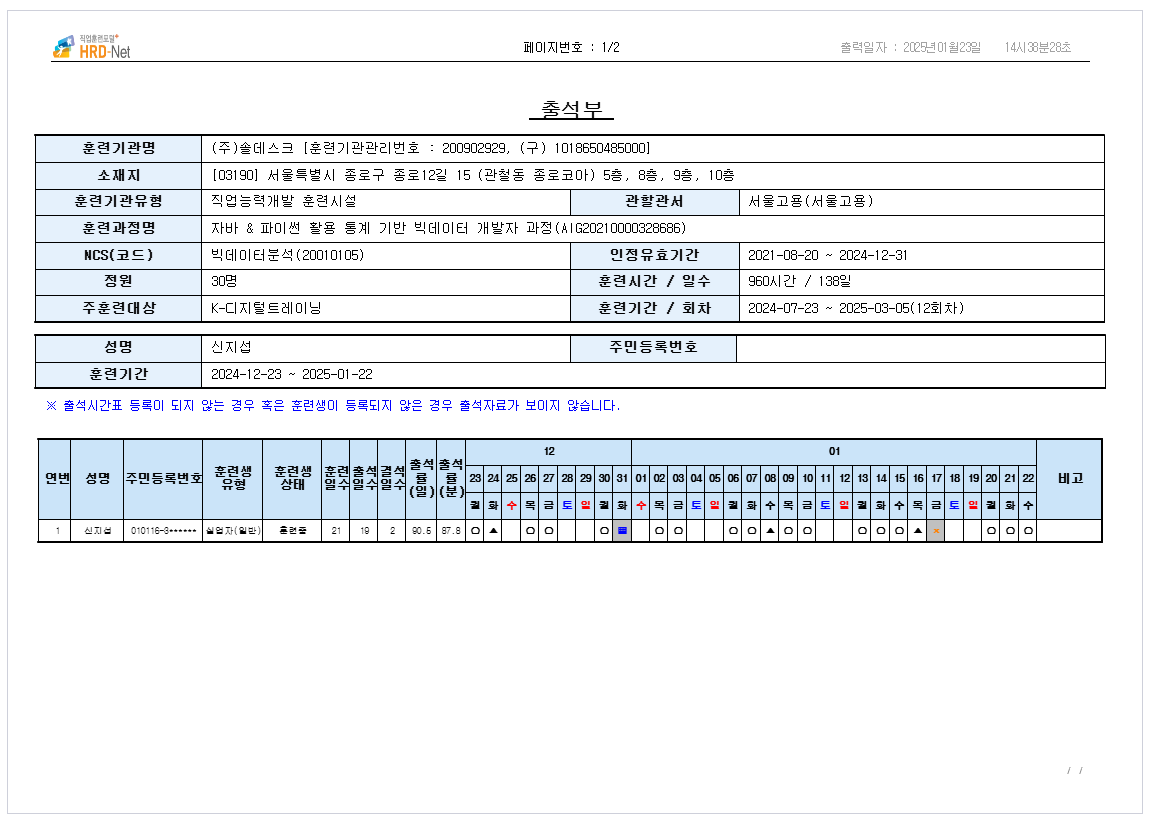 직업훈련포털
HRD-Net
페이지번호 : 1/2
출력일자 : 2025년01월23일 14시38분28초
출석부
훈련기관명 (주)솔데스크 [훈련기관관리번호 : 200902929, (구) 1018650485000]
소재지 [03190] 서울특별시 종로구 종로12길 15 (관철동 종로코아) 5층, 8층, 9층, 10층
훈련기관유형 직업능력개발 훈련시설 관할관서 서울고용(서울고용)
훈련과정명 자바 & 파이썬 활용 통계 기반 빅데이터 개발자 과정(AIG20210000328686)
NCS(코드) 빅데이터분석(20010105) 인정유효기간 2021-08-20 ~ 2024-12-31
정원 30명 훈련시간 / 일수 960시간 / 138일
주훈련대상 K-디지털트레이닝 훈련기간 / 회차 2024-07-23 ~ 2025-03-05(12회차)
성명 신지섭 주민등록번호
훈련기간 2024-12-23 ~ 2025-01-22
※ 출석시간표 등록이 되지 않는 경우 혹은 훈련생이 등록되지 않은 경우 출석자료가 보이지 않습니다.
연번 성명 주민등록번호 훈련생 유형 훈련생 상태 훈련일수 출석일수 결석일수 출석률(일) 출석률(분) 12 01 비고
23 24 25 26 27 28 29 30 31 01 02 03 04 05 06 07 08 09 10 11 12 13 14 15 16 17 18 19 20 21 22
월 화 수 목 금 토 일 월 화 수 목 금 토 일 월 화 수 목 금 토 일 월 화 수 목 금 토 일 월 화 수
1 신지섭 010116-3****** 실업자(일반) 훈련중 21 19 2 90.5 87.8 ○ ▲ ○ ○ ○ ○ ○ ○ ○ ▲ ○ ○ ○ ○ ○ ▲ × ○ ○ ○
/ /